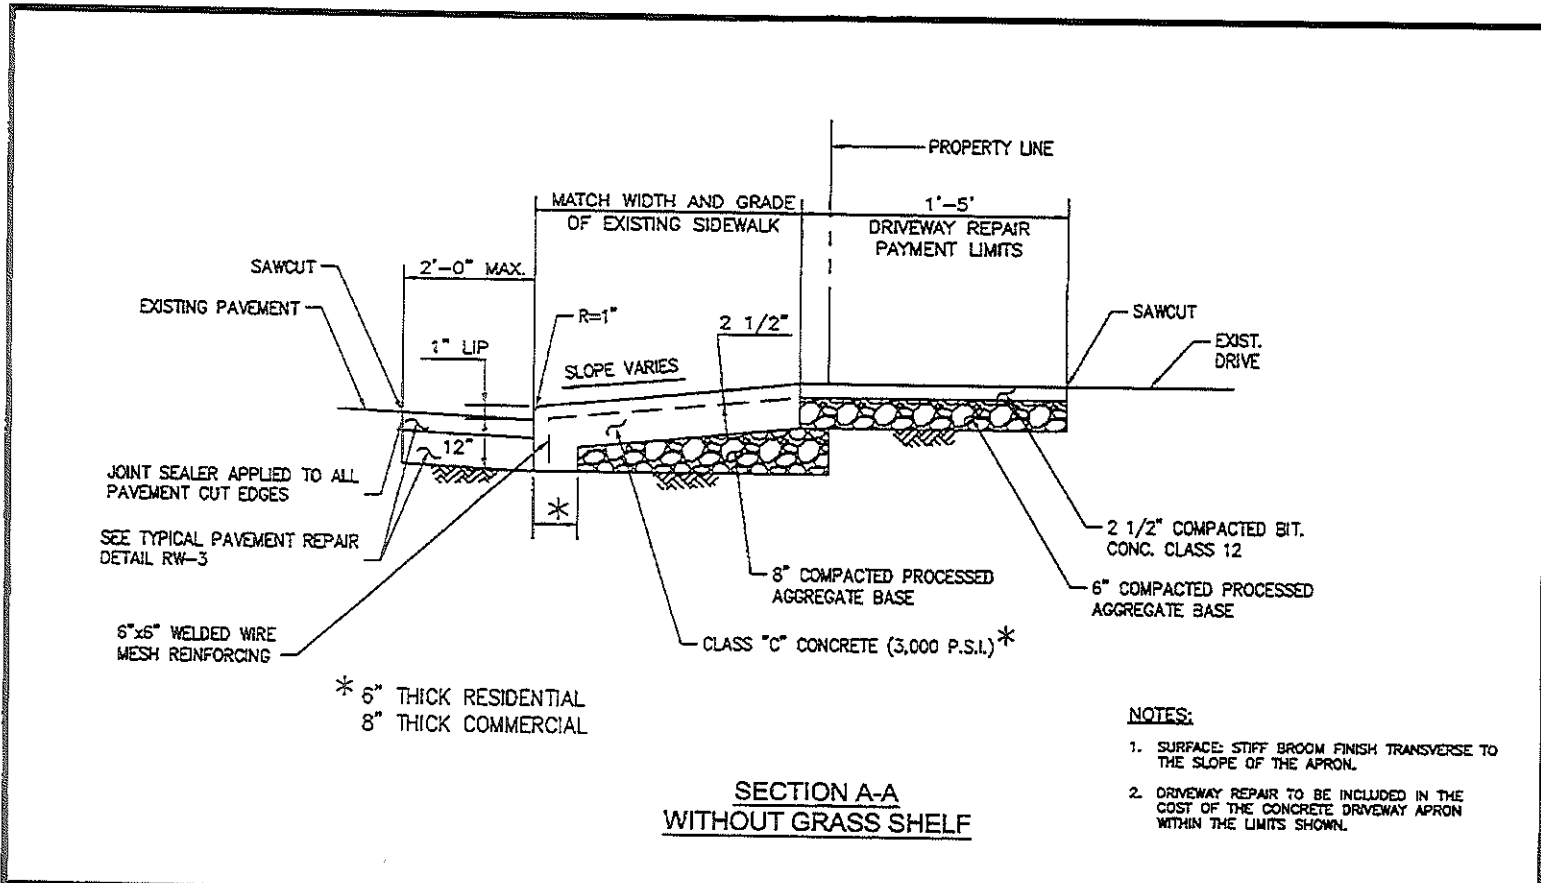 PROPERTY LINE
MATCH WIDTH AND GRADE
OF EXISTING SIDEWALK
1'-5'
DRIVEWAY REPAIR
PAYMENT LIMITS
SAWCUT
2'-0" MAX.
EXISTING PAVEMENT
R=1"
2 1/2"
SAWCUT
1" LIP
SLOPE VARIES
EXIST.
DRIVE
12"
JOINT SEALER APPLIED TO ALL
PAVEMENT CUT EDGES
*
SEE TYPICAL PAVEMENT REPAIR
DETAIL RW-3
2 1/2" COMPACTED BIT.
CONC. CLASS 12
8" COMPACTED PROCESSED
AGGREGATE BASE
6" COMPACTED PROCESSED
AGGREGATE BASE
6"x6" WELDED WIRE
MESH REINFORCING
CLASS "C" CONCRETE (3,000 P.S.I.)*
* 6" THICK RESIDENTIAL
8" THICK COMMERCIAL
NOTES:
1. SURFACE: STIFF BROOM FINISH TRANSVERSE TO
THE SLOPE OF THE APRON.
2. DRIVEWAY REPAIR TO BE INCLUDED IN THE
COST OF THE CONCRETE DRIVEWAY APRON
WITHIN THE LIMITS SHOWN.
SECTION A-A
WITHOUT GRASS SHELF